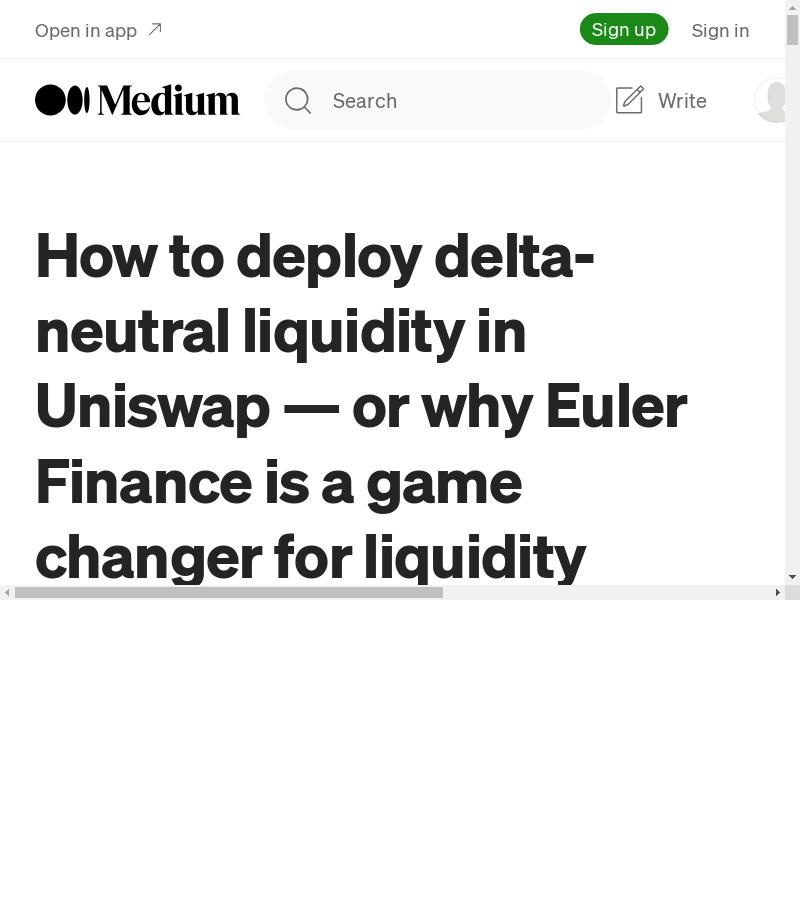 Open in app
Sign up
Sign in
Medium
Search
Write
How to deploy delta-
neutral liquidity in
Uniswap — or why Euler
Finance is a game
changer for liquidity